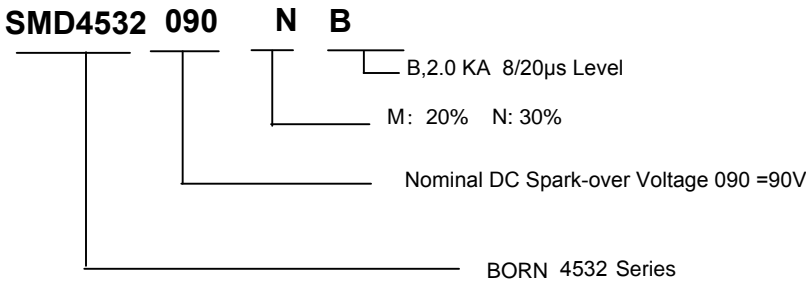 SMD4532 090 N B
B,2.0 KA 8/20µs Level
M： 20% N: 30%
Nominal DC Spark-over Voltage 090 =90V
BORN 4532 Series